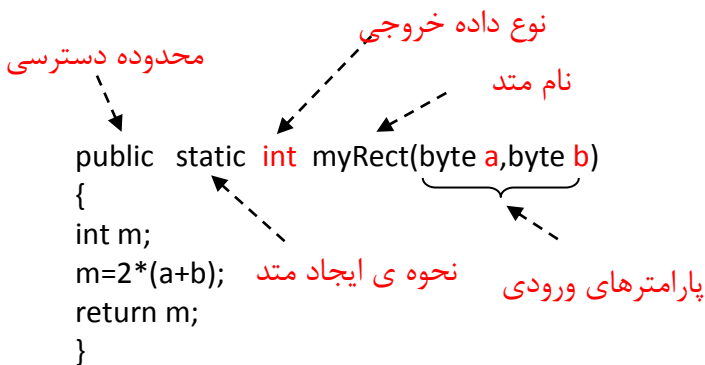 نوع داده خروجی
محدوده دسترسی
نام متد
public static int myRect(byte a,byte b)
{
int m;
m=2*(a+b);
نحوه ی ایجاد متد
پارامترهای ورودی
return m;
}